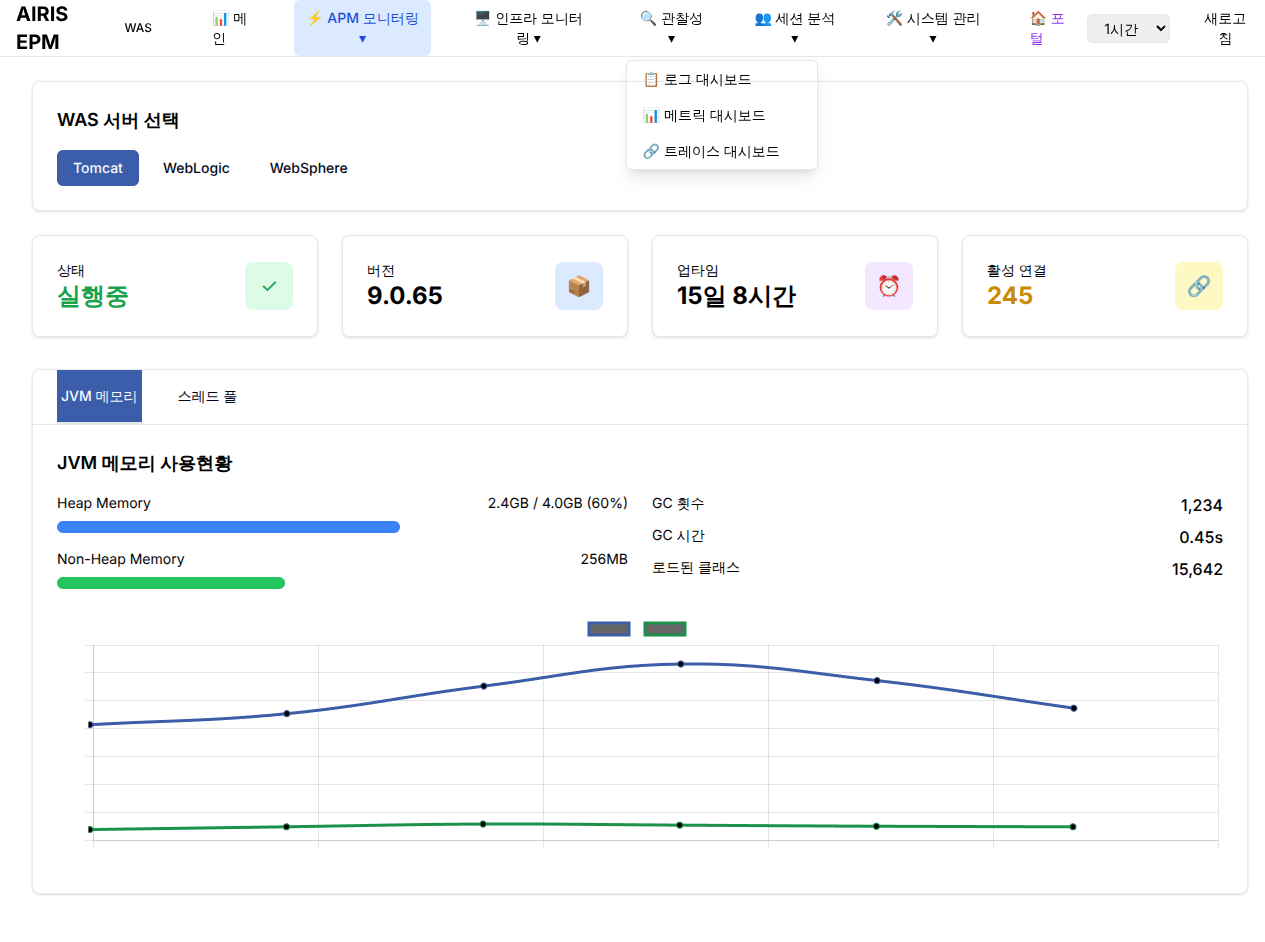 AIRIS
EPM
WAS
📊 메
인
⚡ APM 모니터링
▼
🖥️ 인프라 모니터
링 ▼
🔍 관찰성
▼
👥 세션 분석
▼
🛠️ 시스템 관리
▼
🏠 포
털
1시간
새로고
침
📋 로그 대시보드
📊 메트릭 대시보드
🔗 트레이스 대시보드
WAS 서버 선택
Tomcat
WebLogic
WebSphere
상태
실행중
✓
버전
9.0.65
📦
업타임
15일 8시간
⏰
활성 연결
245
🔗
JVM 메모리
스레드 풀
JVM 메모리 사용현황
Heap Memory
2.4GB / 4.0GB (60%)
Non-Heap Memory
256MB
GC 횟수
1,234
GC 시간
0.45s
로드된 클래스
15,642